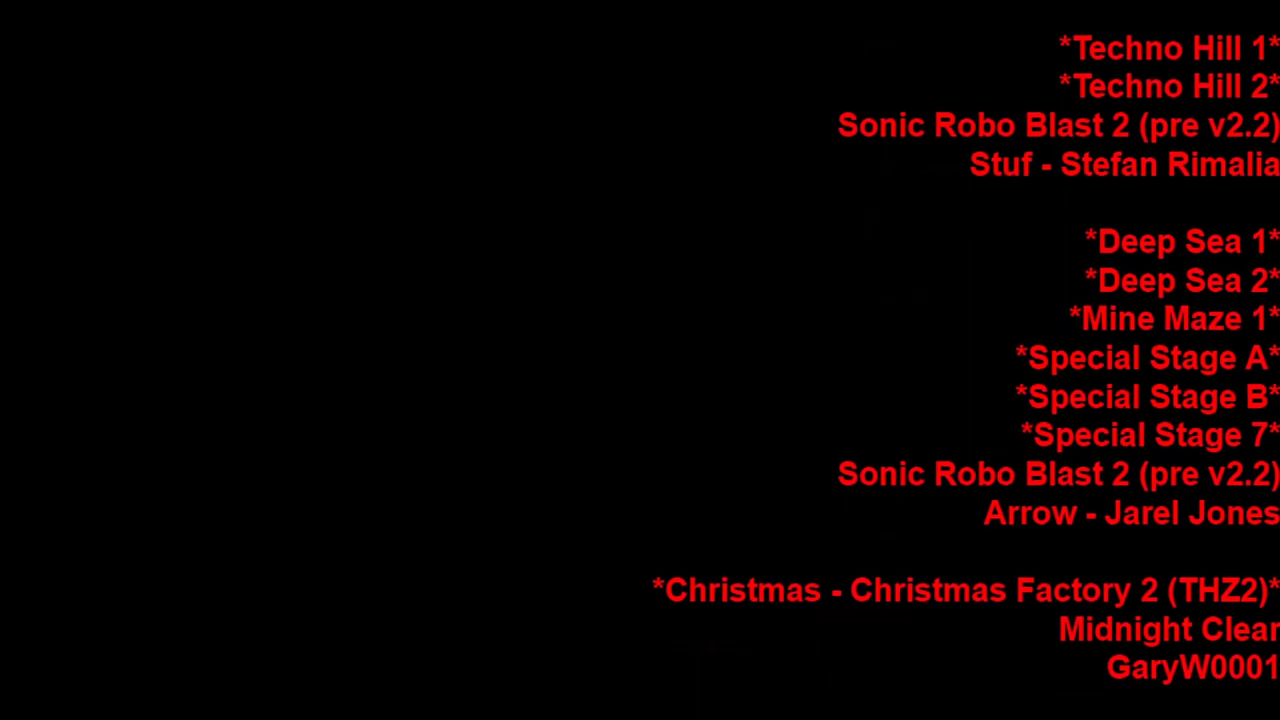 *Techno Hill 1*
*Techno Hill 2*
Sonic Robo Blast 2 (pre v2.2)
Stuf - Stefan Rimalia
*Deep Sea 1*
*Deep Sea 2*
*Mine Maze 1*
*Special Stage A*
*Special Stage B*
*Special Stage 7*
Sonic Robo Blast 2 (pre v2.2)
Arrow - Jarel Jones
*Christmas - Christmas Factory 2 (THZ2)*
Midnight Clear
GaryW0001